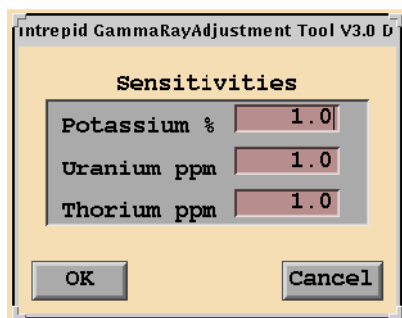 Intrepid GammaRayAdjustment Tool V3.0 D
Sensitivities
Potassium % 1.0
Uranium ppm 1.0
Thorium ppm 1.0
OK Cancel